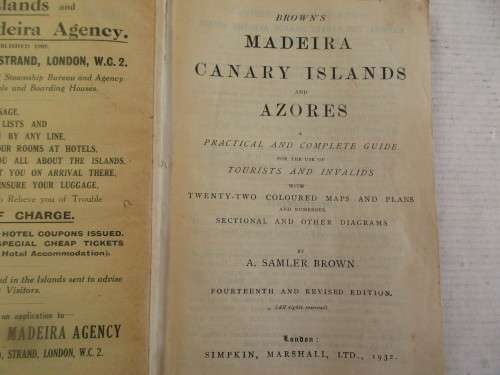 slands and
deira Agency.
STRAND, LONDON, W.C. 2.
Steamship Bureau and Agency
ls and Boarding Houses.
LISTS AND
BY ANY LINE.
UR ROOMS AT HOTELS.
OU ALL ABOUT THE ISLANDS.
T YOU ON ARRIVAL THERE,
NSURE YOUR LUGGAGE.
Relieve you of Trouble
F CHARGE.
HOTEL COUPONS ISSUED.
SPECIAL CHEAP TICKETS
Hotel Accommodation).
d in the Islands sent to advise
Visitors.
on application to
MADEIRA AGENCY
STRAND, LONDON, W.C. 2.
BROWN'S
MADEIRA
CANARY ISLANDS
AND
AZORES
A
PRACTICAL AND COMPLETE GUIDE
FOR THE USE OF
TOURISTS AND INVALIDS
WITH
TWENTY-TWO COLOURED MAPS AND PLANS
AND NUMEROUS
SECTIONAL AND OTHER DIAGRAMS
BY
A. SAMLER BROWN
FOURTEENTH AND REVISED EDITION.
(All rights reserved)
London:
SIMPKIN, MARSHALL, LTD., 1932.